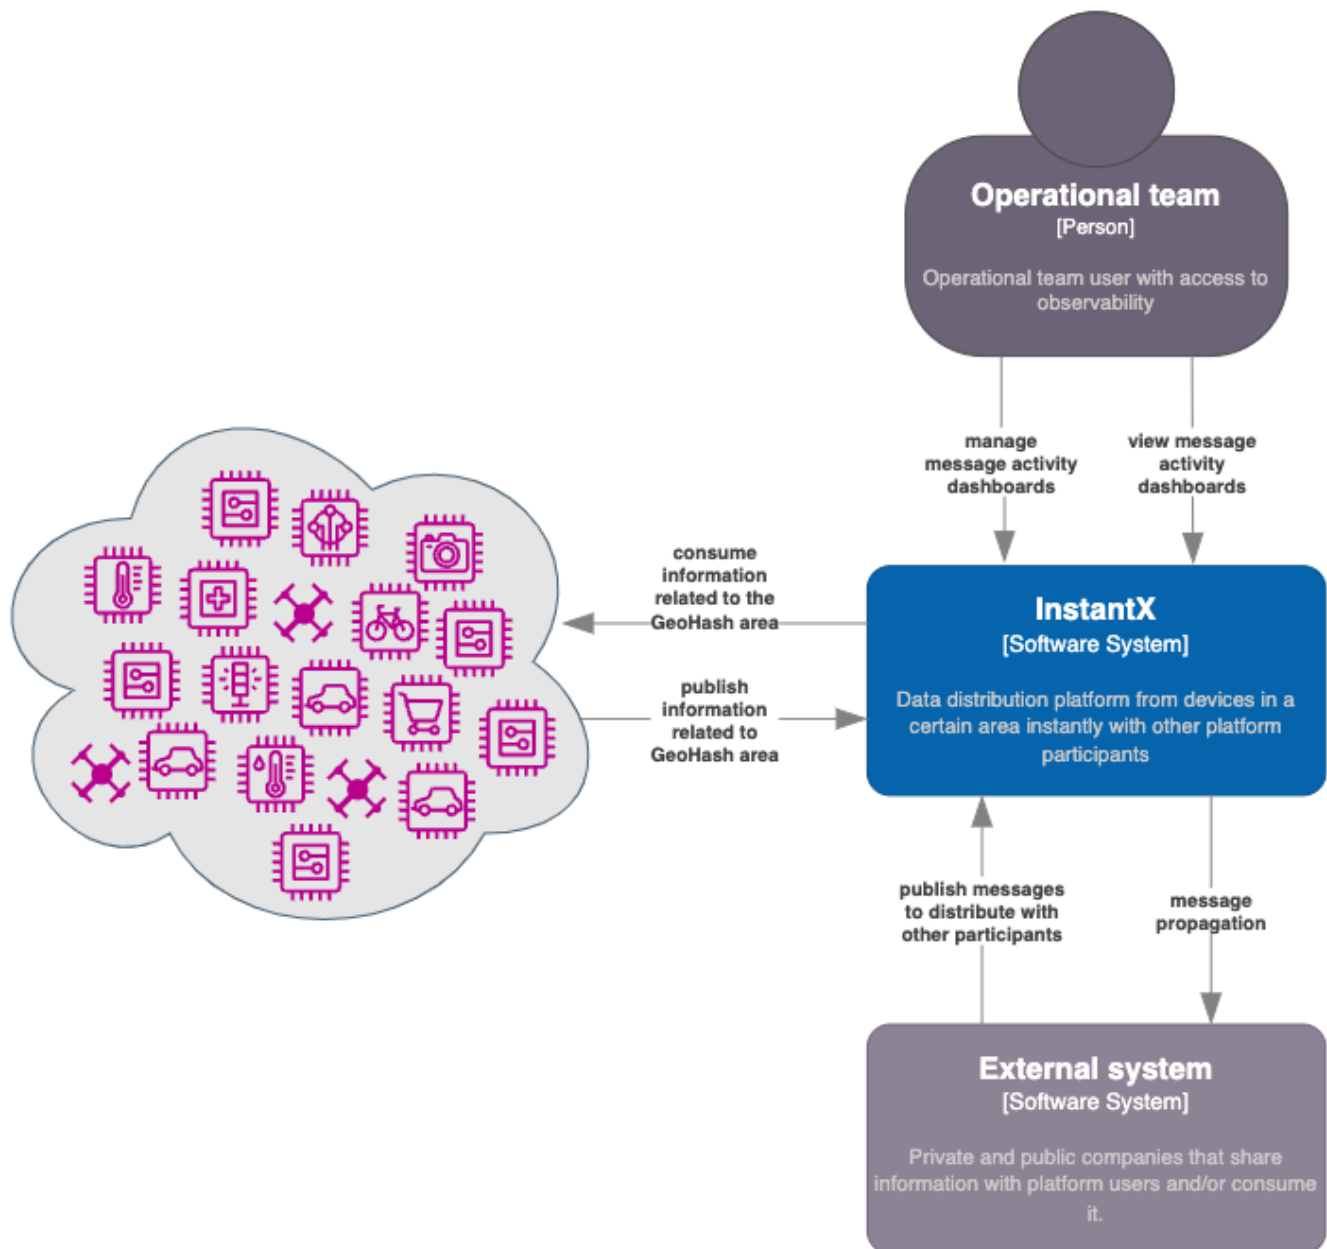 Operational team
[Person]
Operational team user with access to
observability
manage
message activity
dashboards
view message
activity
dashboards
consume
information
related to the
GeoHash area
publish
information
related to
GeoHash area
InstantX
[Software System]
Data distribution platform from devices in a
certain area instantly with other platform
participants
publish messages
to distribute with
other participants
message
propagation
External system
[Software System]
Private and public companies that share
information with platform users and/or consume
it.